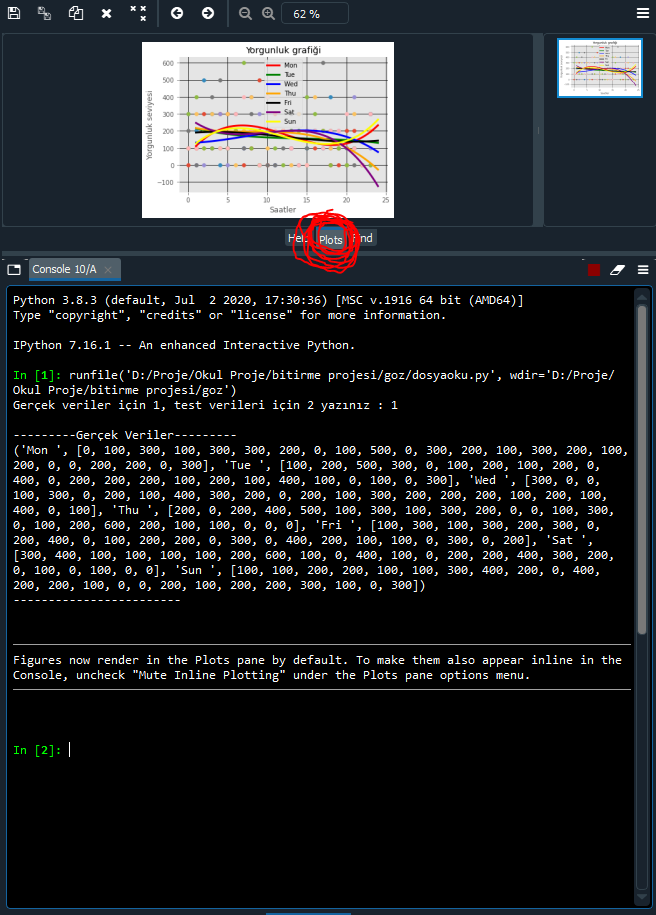 62 %
Yorgunluk grafiği
Yorgunluk seviyesi
600
500
400
300
200
100
0
−100
Mon
Tue
Wed
Thu
Fri
Sat
Sun
0 5 10 15 20 25
Saatler
Plots
Console 10/A
Python 3.8.3 (default, Jul  2 2020, 17:30:36) [MSC v.1916 64 bit (AMD64)]
Type "copyright", "credits" or "license" for more information.
IPython 7.16.1 -- An enhanced Interactive Python.
In [1]: runfile('D:/Proje/Okul Proje/bitirme projesi/goz/dosyaoku.py', wdir='D:/Proje/
Okul Proje/bitirme projesi/goz')
Gerçek veriler için 1, test verileri için 2 yazınız : 1
---------Gerçek Veriler---------
('Mon ', [0, 100, 300, 100, 300, 300, 200, 0, 100, 500, 0, 300, 200, 100, 300, 200, 100,
200, 0, 0, 200, 200, 0, 300], 'Tue ', [100, 200, 500, 300, 0, 100, 200, 100, 200, 0,
400, 0, 200, 200, 200, 100, 200, 100, 400, 100, 0, 100, 0, 300], 'Wed ', [300, 0, 0,
100, 300, 0, 200, 100, 400, 300, 200, 0, 200, 100, 300, 200, 200, 200, 100, 200, 100,
400, 0, 100], 'Thu ', [200, 0, 200, 400, 500, 100, 300, 100, 300, 200, 0, 0, 100, 300,
0, 100, 200, 600, 200, 100, 100, 0, 0, 0], 'Fri ', [100, 300, 100, 300, 200, 300, 0,
200, 400, 0, 100, 200, 200, 0, 300, 0, 400, 200, 100, 100, 0, 300, 0, 200], 'Sat ',
[300, 400, 100, 100, 100, 100, 200, 600, 100, 0, 400, 100, 0, 200, 200, 400, 300, 200,
0, 100, 0, 100, 0, 0], 'Sun ', [100, 100, 200, 200, 100, 100, 300, 400, 200, 0, 400,
200, 200, 100, 0, 0, 200, 100, 200, 200, 300, 100, 0, 300])
------------------------
Figures now render in the Plots pane by default. To make them also appear inline in the
Console, uncheck "Mute Inline Plotting" under the Plots pane options menu.
In [2]: